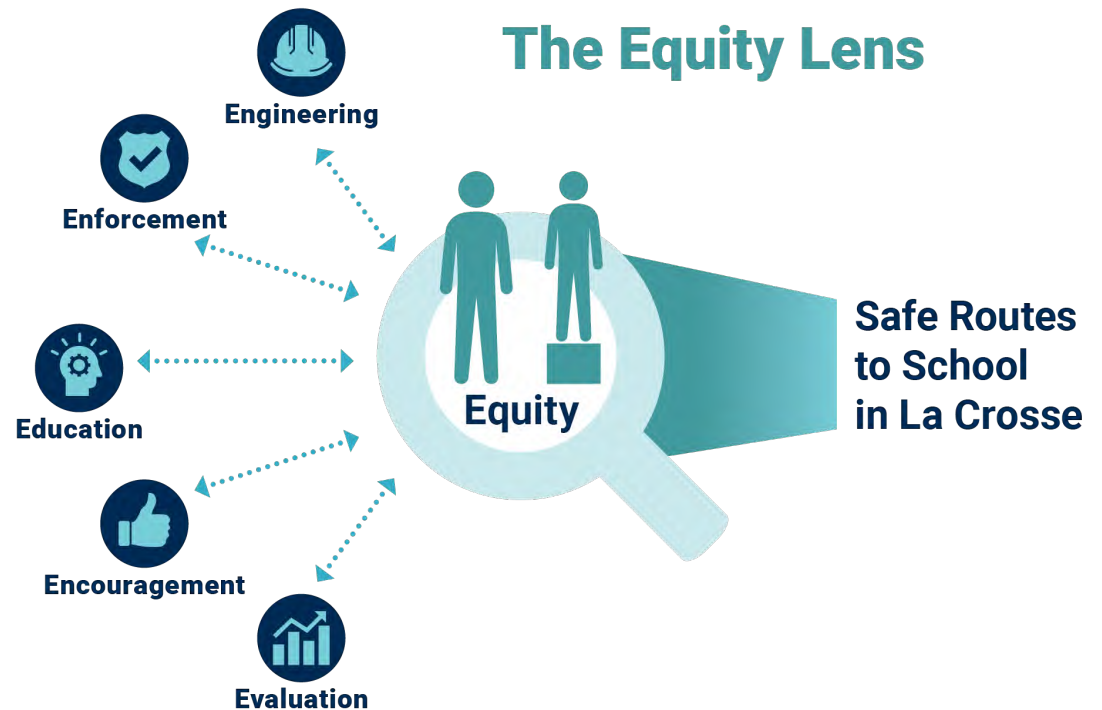 The Equity Lens
Engineering
Enforcement
Education
Encouragement
Evaluation
Equity
Safe Routes
to School
in La Crosse